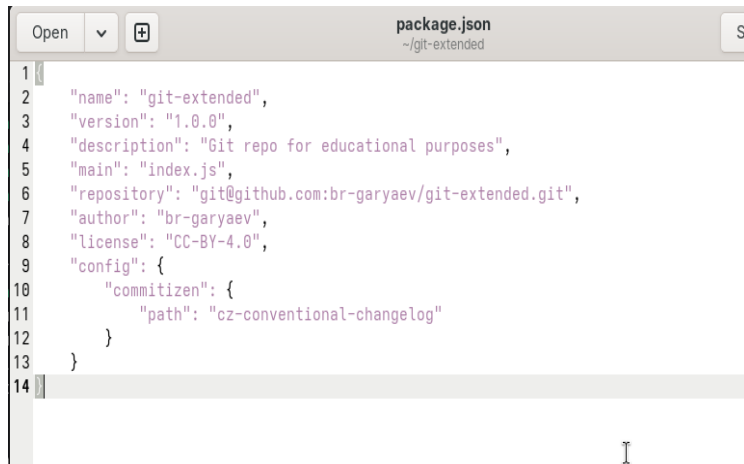 Open
package.json
~/git-extended
S
1 {
2     "name": "git-extended",
3     "version": "1.0.0",
4     "description": "Git repo for educational purposes",
5     "main": "index.js",
6     "repository": "git@github.com:br-garyaev/git-extended.git",
7     "author": "br-garyaev",
8     "license": "CC-BY-4.0",
9     "config": {
10         "commitizen": {
11             "path": "cz-conventional-changelog"
12         }
13     }
14 }